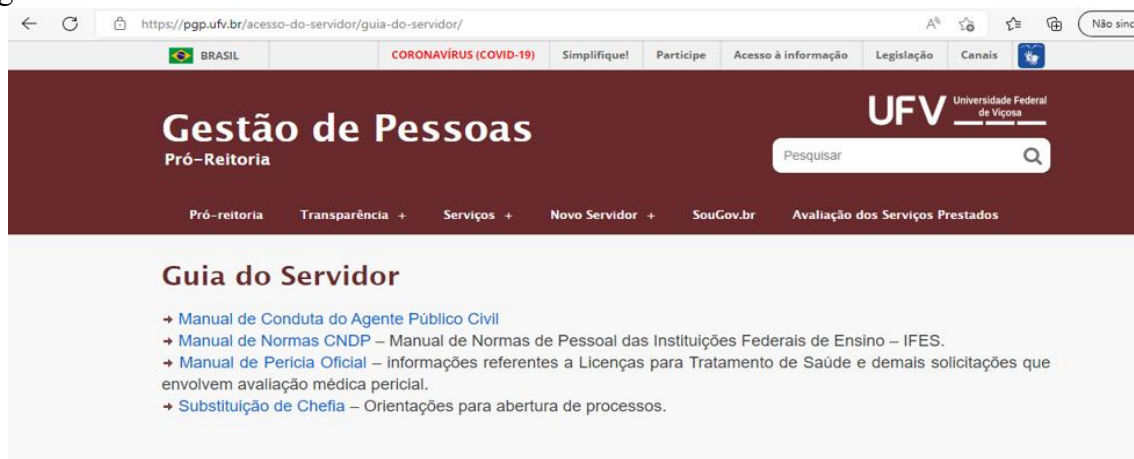 https://pgp.ufv.br/acesso-do-servidor/guia-do-servidor/ A Não sinc
BRASIL CORONAVÍRUS (COVID-19) Simplifique! Participe Acesso à informação Legislação Canais
Gestão de Pessoas
Pró-Reitoria
UFV Universidade Federal
de Viçosa
Pesquisar
Pró-reitoria Transparência + Serviços + Novo Servidor + SouGov.br Avaliação dos Serviços Prestados
Guia do Servidor
→ Manual de Conduta do Agente Público Civil
→ Manual de Normas CNDP – Manual de Normas de Pessoal das Instituições Federais de Ensino – IFES.
→ Manual de Pericia Oficial – informações referentes a Licenças para Tratamento de Saúde e demais solicitações que
envolvem avaliação médica pericial.
→ Substituição de Chefia – Orientações para abertura de processos.